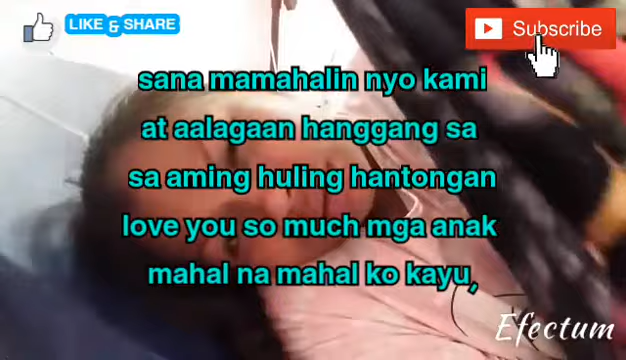 LIKE & SHARE
Subscribe
sana mamahalin nyo kami
at aalagaan hanggang sa
sa aming huling hantongan
love you so much mga anak
mahal na mahal ko kayu,
Efectum